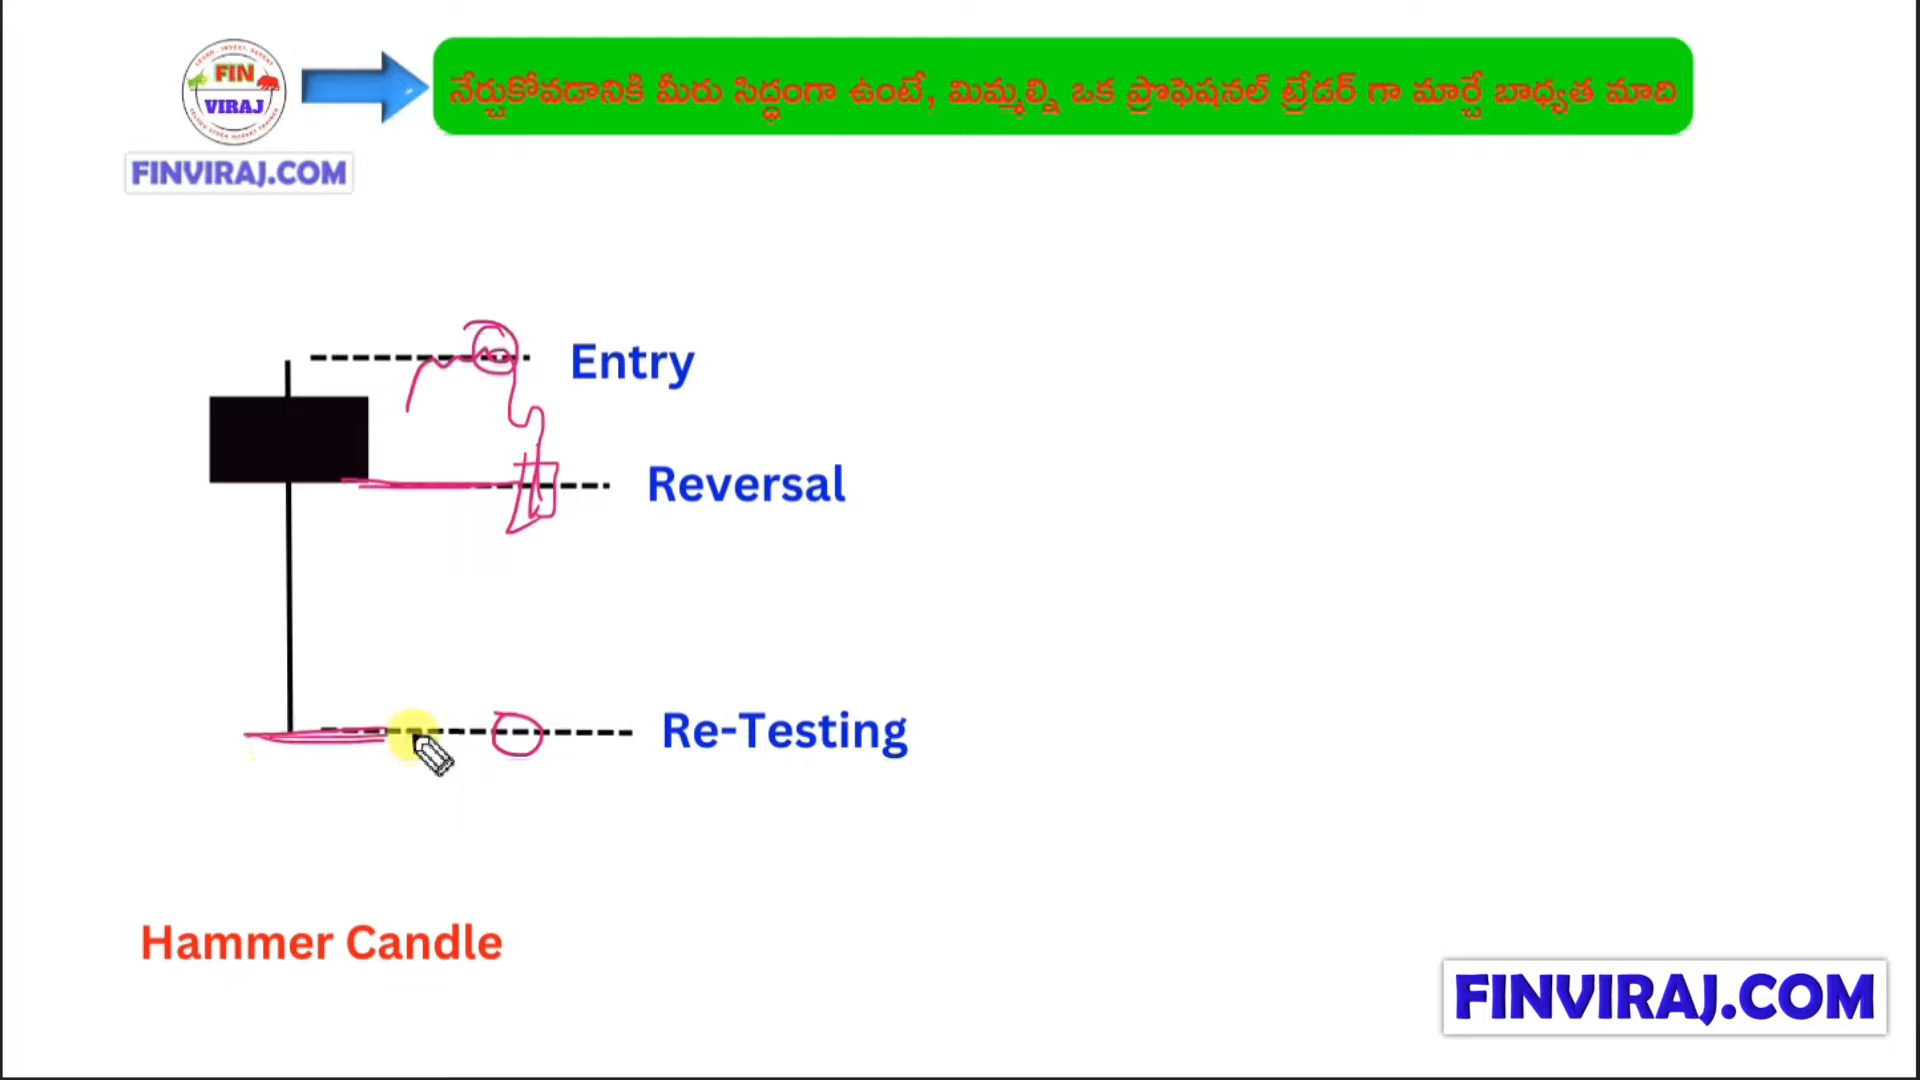 FIN
VIRAJ
నేర్చుకోవడానికి మీరు సిద్ధంగా ఉంటే, మిమ్మల్ని ఒక ప్రొఫెషనల్ ట్రేడర్ గా మార్చే బాధ్యత మాది
FINVIRAJ.COM
Entry
Reversal
Re-Testing
Hammer Candle
FINVIRAJ.COM